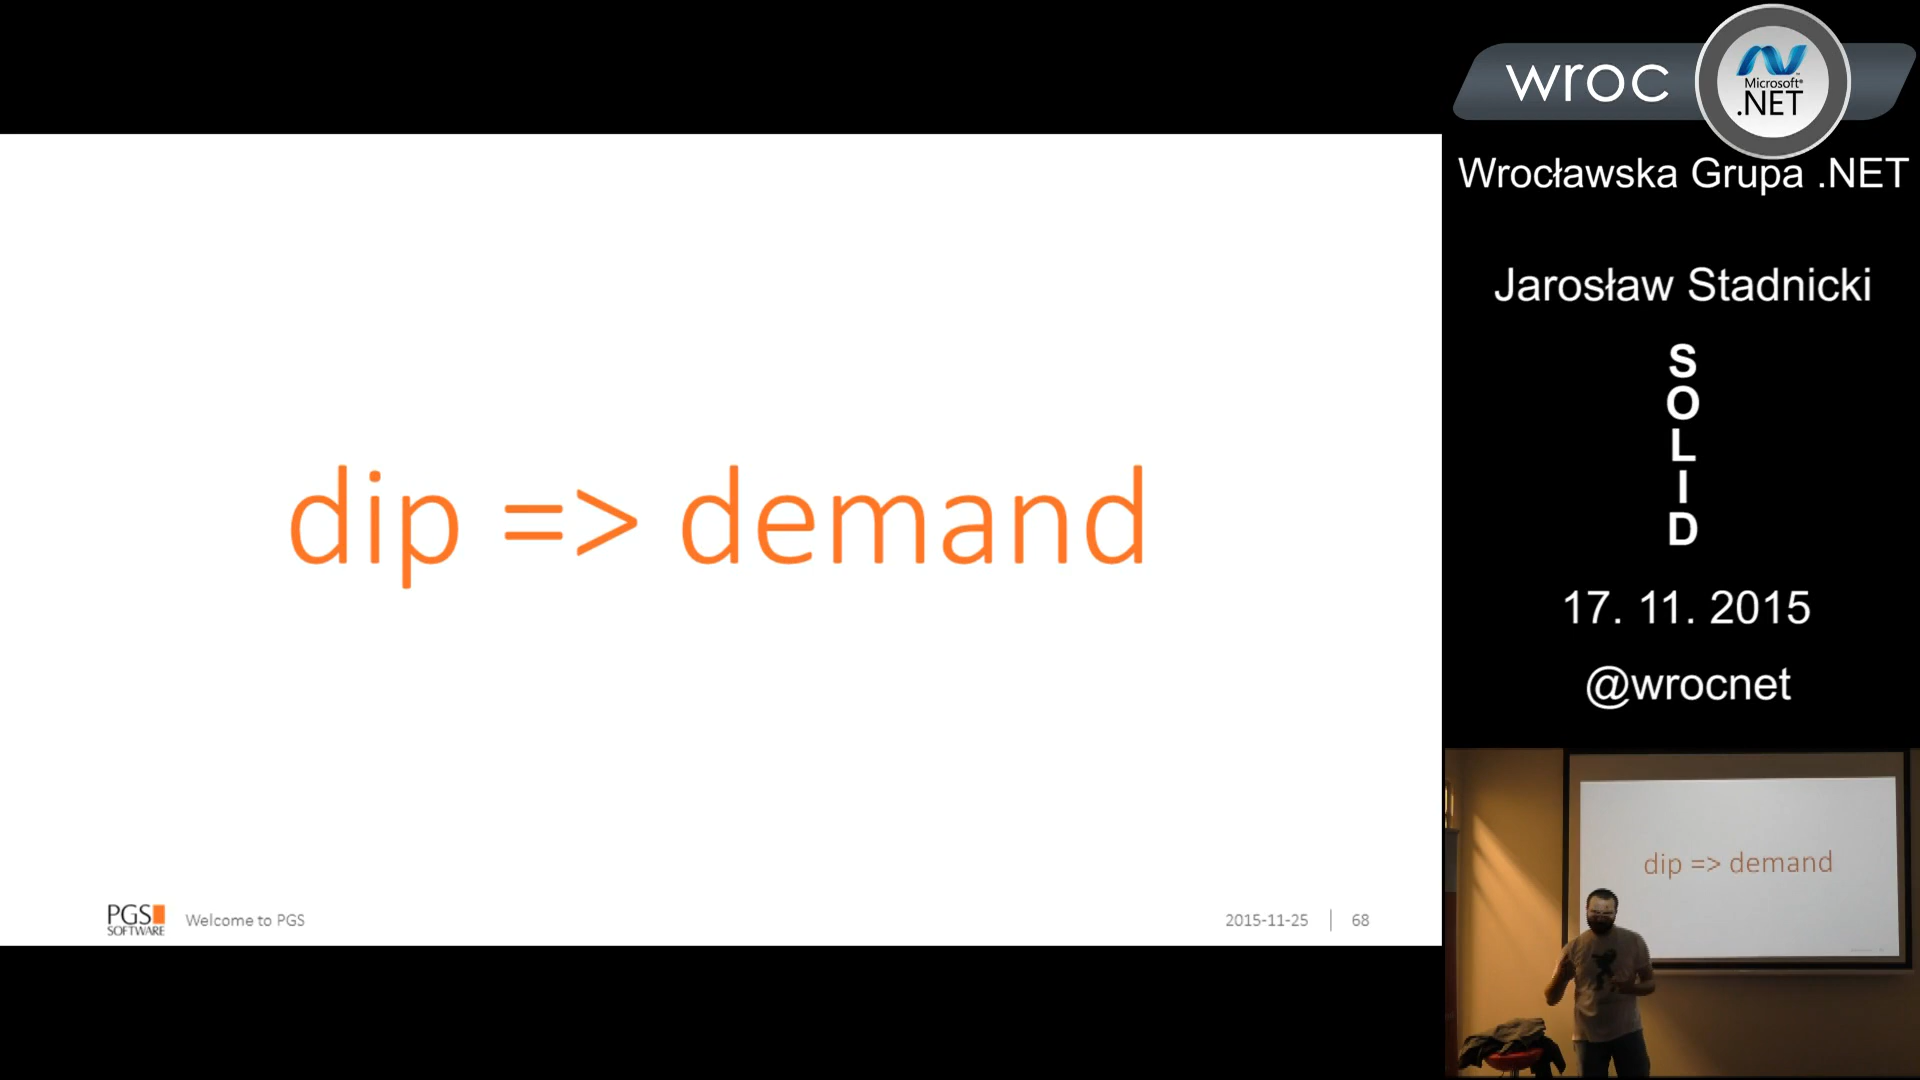 dip => demand
PGS
SOFTWARE
Welcome to PGS
2015-11-25
68
wroc
Microsoft®
.NET
Wrocławska Grupa .NET
Jarosław Stadnicki
S
O
L
I
D
17. 11. 2015
@wrocnet
dip => demand